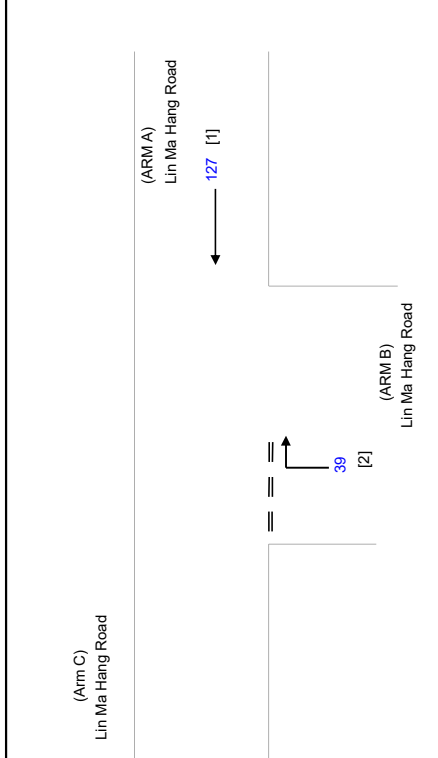 (Arm C)
Lin Ma Hang Road
(ARM A)
Lin Ma Hang Road
127 [1]
39
[2]
(ARM B)
Lin Ma Hang Road